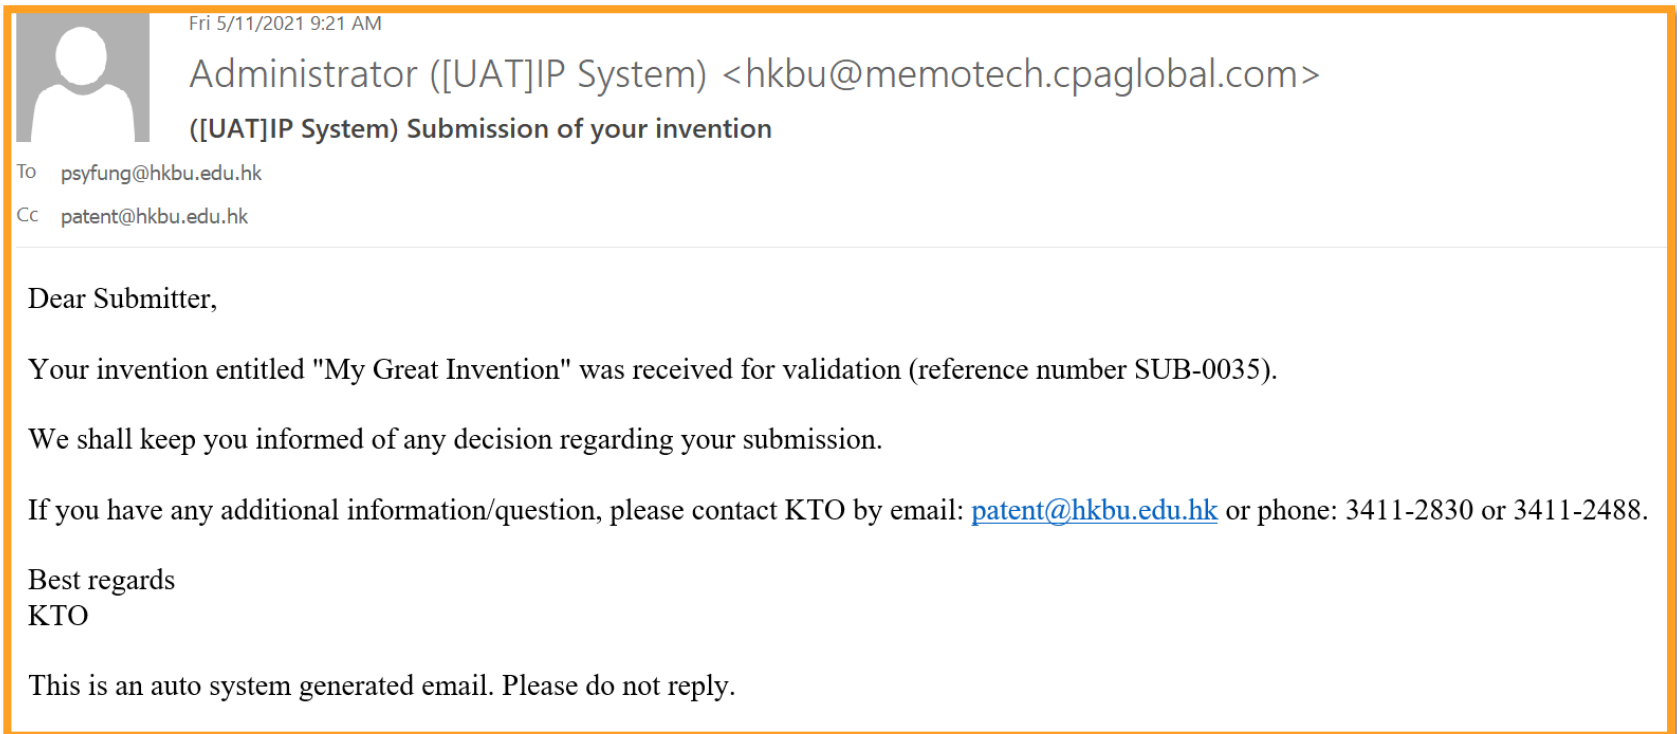 Fri 5/11/2021 9:21 AM
Administrator ([UAT]IP System) <hkbu@memotech.cpaglobal.com>
([UAT]IP System) Submission of your invention
To psyfung@hkbu.edu.hk
Cc patent@hkbu.edu.hk
Dear Submitter,
Your invention entitled "My Great Invention" was received for validation (reference number SUB-0035).
We shall keep you informed of any decision regarding your submission.
If you have any additional information/question, please contact KTO by email: patent@hkbu.edu.hk or phone: 3411-2830 or 3411-2488.
Best regards
KTO
This is an auto system generated email. Please do not reply.